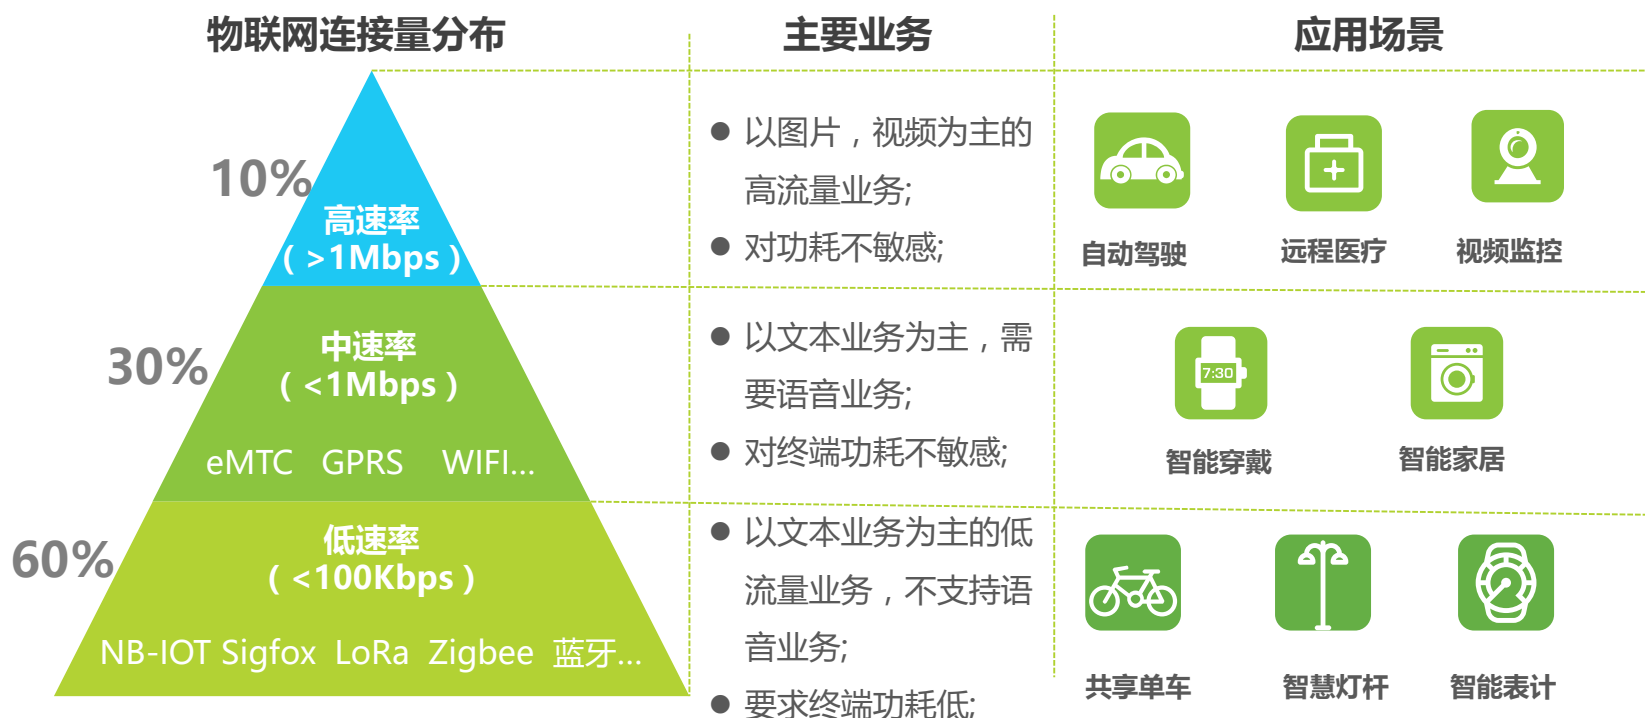 物联网连接量分布
主要业务
应用场景
10%
高速率
（>1Mbps）
以图片，视频为主的
高流量业务;
对功耗不敏感;
自动驾驶
远程医疗
视频监控
30%
中速率
（<1Mbps）
eMTC GPRS WIFI...
以文本业务为主，需
要语音业务;
对终端功耗不敏感;
7:30
智能穿戴
智能家居
60%
低速率
（<100Kbps）
NB-IOT Sigfox LoRa Zigbee 蓝牙...
以文本业务为主的低
流量业务，不支持语
音业务;
要求终端功耗低;
共享单车
智慧灯杆
智能表计